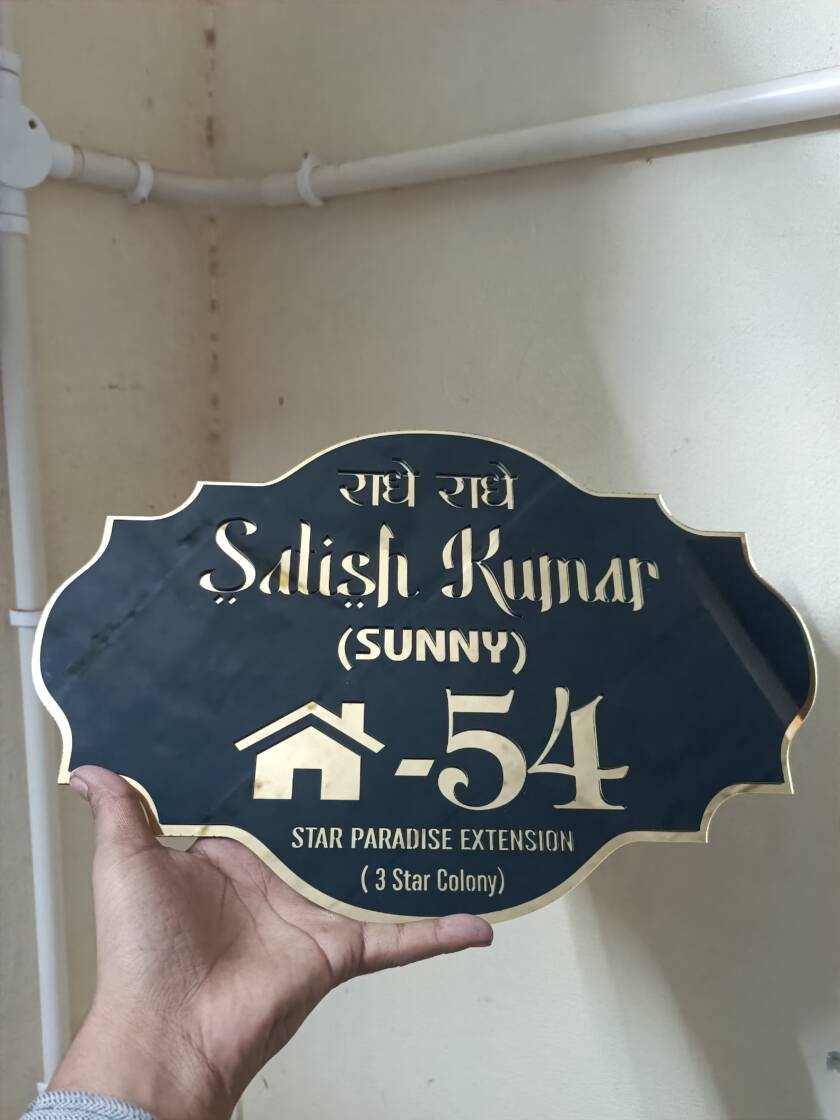 राधे राधे
Satish Kumar
(SUNNY)
-54
STAR PARADISE EXTENSION
( 3 Star Colony)